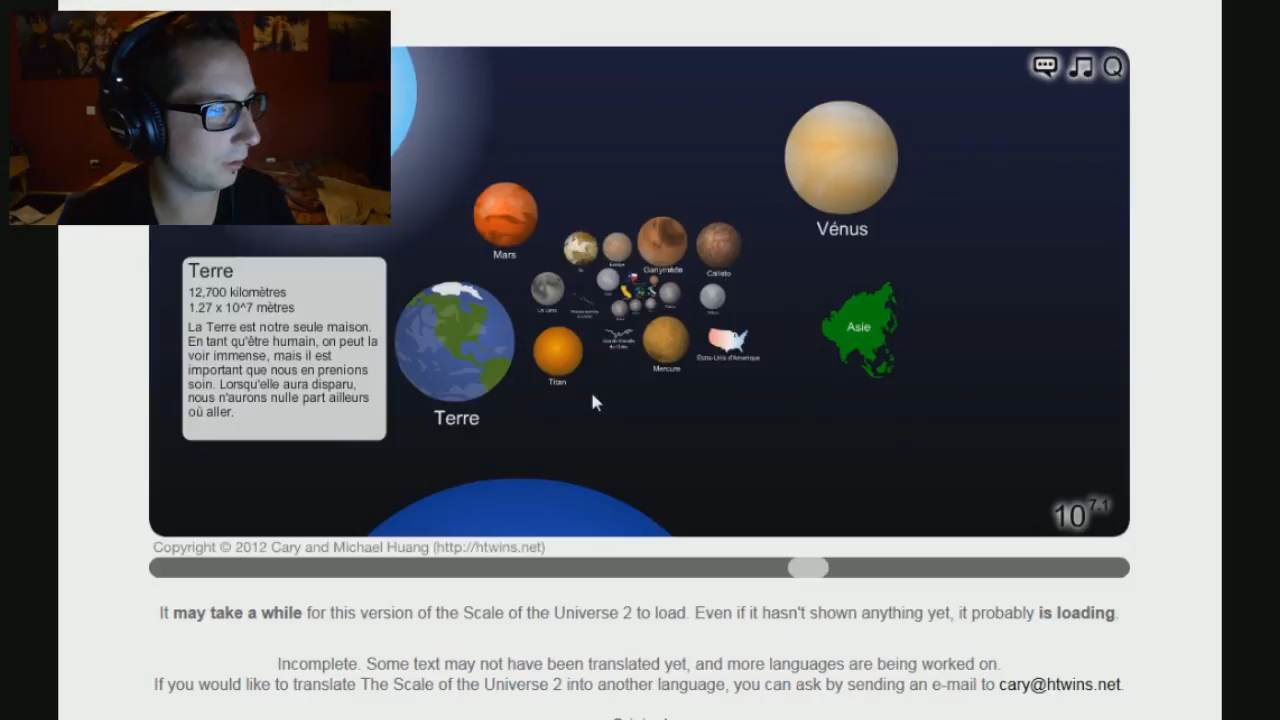 Vénus
Mars
Ganymède
Callisto
Terre
12,700 kilomètres
1.27 x 10^7 mètres
La Terre est notre seule maison.
En tant qu'être humain, on peut la
voir immense, mais il est
important que nous en prenions
soin. Lorsqu'elle aura disparu,
nous n'aurons nulle part ailleurs
où aller.
La Lune
Asie
États-Unis d'Amérique
Mercure
Titan
Terre
10 7.1
Copyright © 2012 Cary and Michael Huang (http://htwins.net)
It may take a while for this version of the Scale of the Universe 2 to load. Even if it hasn't shown anything yet, it probably is loading.
Incomplete. Some text may not have been translated yet, and more languages are being worked on.
If you would like to translate The Scale of the Universe 2 into another language, you can ask by sending an e-mail to cary@htwins.net.